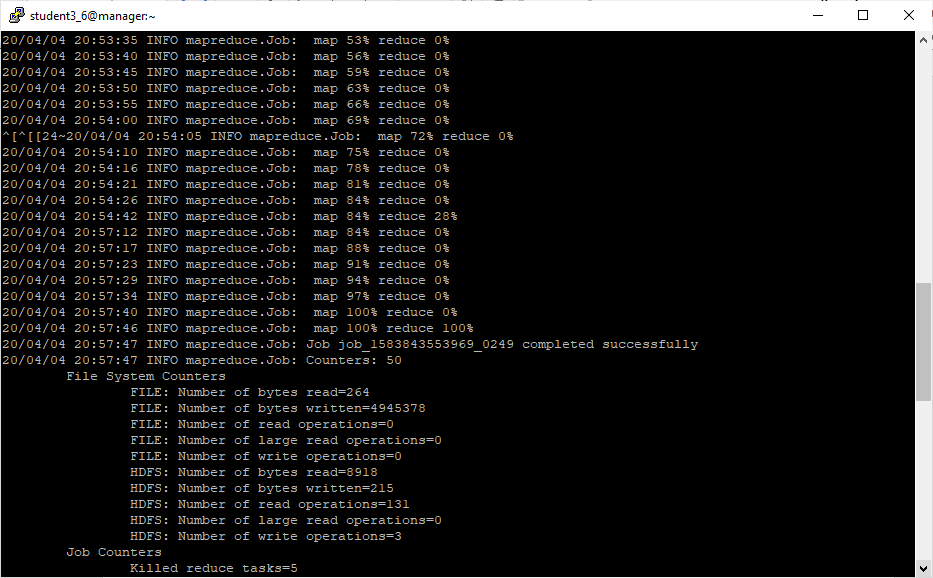 student3_6@manager:~
20/04/04 20:53:35 INFO mapreduce.Job:  map 53% reduce 0%
20/04/04 20:53:40 INFO mapreduce.Job:  map 56% reduce 0%
20/04/04 20:53:45 INFO mapreduce.Job:  map 59% reduce 0%
20/04/04 20:53:50 INFO mapreduce.Job:  map 63% reduce 0%
20/04/04 20:53:55 INFO mapreduce.Job:  map 66% reduce 0%
20/04/04 20:54:00 INFO mapreduce.Job:  map 69% reduce 0%
^[^[[24~20/04/04 20:54:05 INFO mapreduce.Job:  map 72% reduce 0%
20/04/04 20:54:10 INFO mapreduce.Job:  map 75% reduce 0%
20/04/04 20:54:16 INFO mapreduce.Job:  map 78% reduce 0%
20/04/04 20:54:21 INFO mapreduce.Job:  map 81% reduce 0%
20/04/04 20:54:26 INFO mapreduce.Job:  map 84% reduce 0%
20/04/04 20:54:42 INFO mapreduce.Job:  map 84% reduce 28%
20/04/04 20:57:12 INFO mapreduce.Job:  map 84% reduce 0%
20/04/04 20:57:17 INFO mapreduce.Job:  map 88% reduce 0%
20/04/04 20:57:23 INFO mapreduce.Job:  map 91% reduce 0%
20/04/04 20:57:29 INFO mapreduce.Job:  map 94% reduce 0%
20/04/04 20:57:34 INFO mapreduce.Job:  map 97% reduce 0%
20/04/04 20:57:40 INFO mapreduce.Job:  map 100% reduce 0%
20/04/04 20:57:46 INFO mapreduce.Job:  map 100% reduce 100%
20/04/04 20:57:47 INFO mapreduce.Job: Job job_1583843553969_0249 completed successfully
20/04/04 20:57:47 INFO mapreduce.Job: Counters: 50
File System Counters
FILE: Number of bytes read=264
FILE: Number of bytes written=4945378
FILE: Number of read operations=0
FILE: Number of large read operations=0
FILE: Number of write operations=0
HDFS: Number of bytes read=8918
HDFS: Number of bytes written=215
HDFS: Number of read operations=131
HDFS: Number of large read operations=0
HDFS: Number of write operations=3
Job Counters
Killed reduce tasks=5